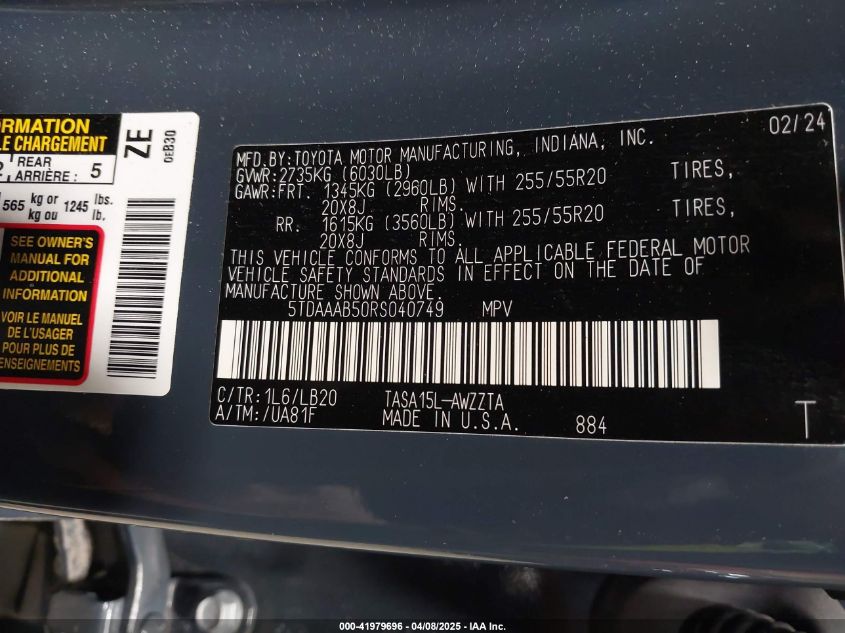 RMATION
LE CHARGEMENT
REAR
ARRIÈRE : 5
565 kg or 1245 lbs.
kg ou lb.
SEE OWNER'S
MANUAL FOR
ADDITIONAL
INFORMATION
VOIR LE MANUEL
DE L'USAGER
POUR PLUS DE
ENSEIGNEMENTS
ZE
0EB30
02/24
MFD.BY:TOYOTA MOTOR MANUFACTURING, INDIANA, INC.
GVWR:2735KG (6030LB)
GAWR:FRT. 1345KG (2960LB) WITH 255/55R20 TIRES,
20X8J RIMS.
RR. 1615KG (3560LB) WITH 255/55R20 TIRES,
20X8J RIMS.
THIS VEHICLE CONFORMS TO ALL APPLICABLE FEDERAL MOTOR
VEHICLE SAFETY STANDARDS IN EFFECT ON THE DATE OF
MANUFACTURE SHOWN ABOVE.
5TDAAAB50RS040749 MPV
C/TR:1L6/LB20 TASA15L-AWZZTA
A/TM:/UA81F MADE IN U.S.A. 884 T
000-41979696 - 04/08/2025 - IAA Inc.